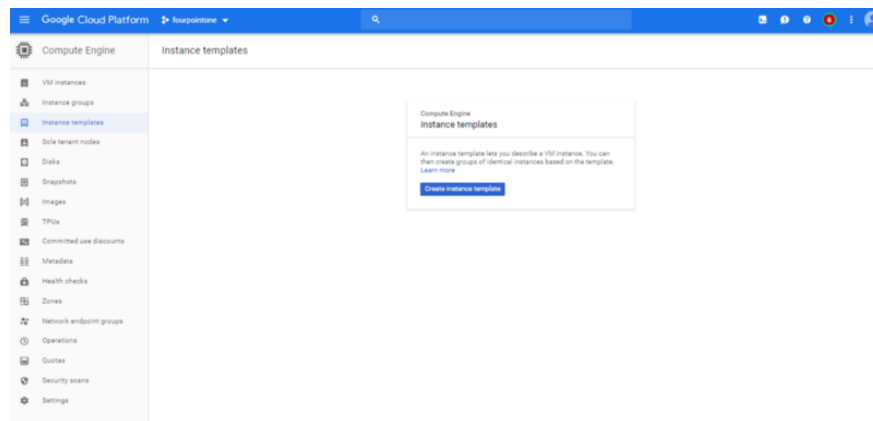 Google Cloud Platform
fourpointone
Compute Engine
Instance templates
VM instances
Instance groups
Instance templates
Sole tenant nodes
Disks
Snapshots
Images
TPUs
Committed use discounts
Metadata
Health checks
Zones
Network endpoint groups
Operations
Quotas
Security scans
Settings
Compute Engine
Instance templates
An instance template lets you describe a VM instance. You can
then create groups of identical instances based on the template.
Learn more
Create instance template